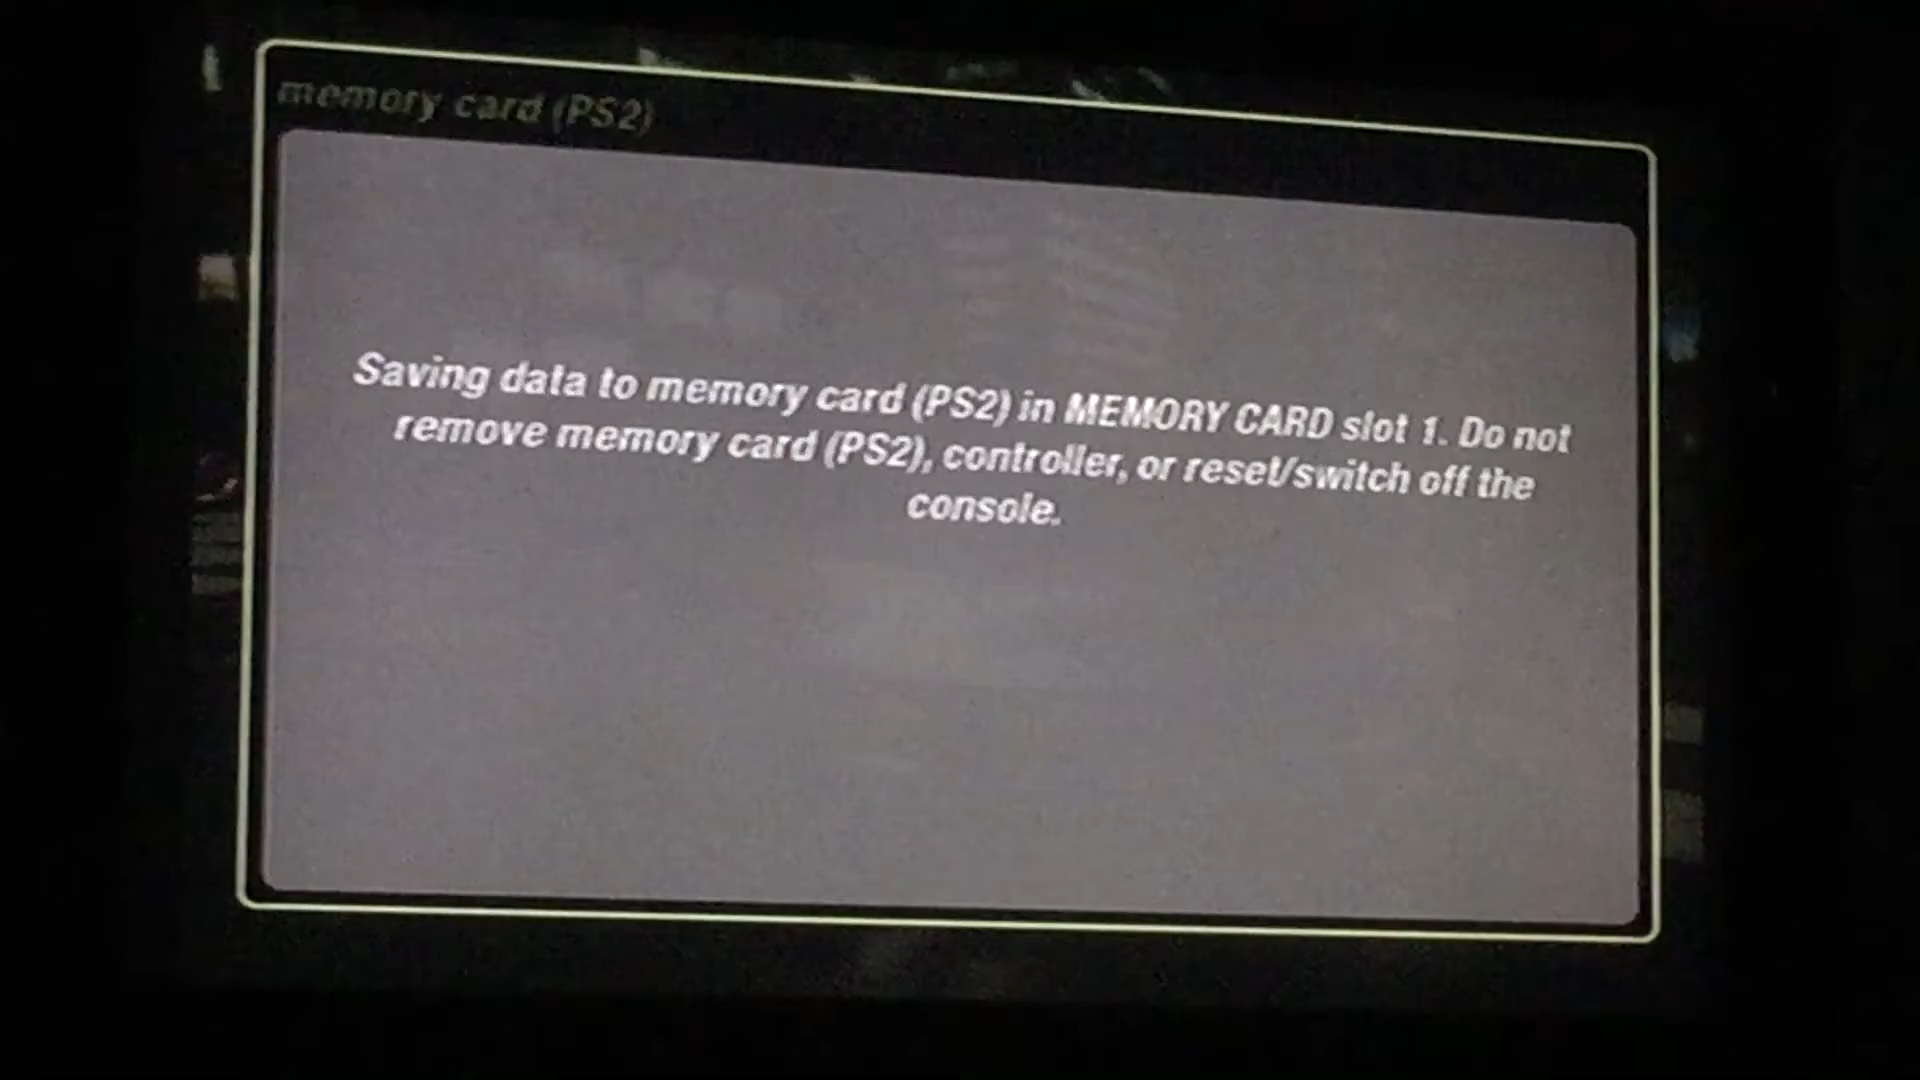 memory card (PS2)
Saving data to memory card (PS2) in MEMORY CARD slot 1. Do not
remove memory card (PS2), controller, or reset/switch off the
console.